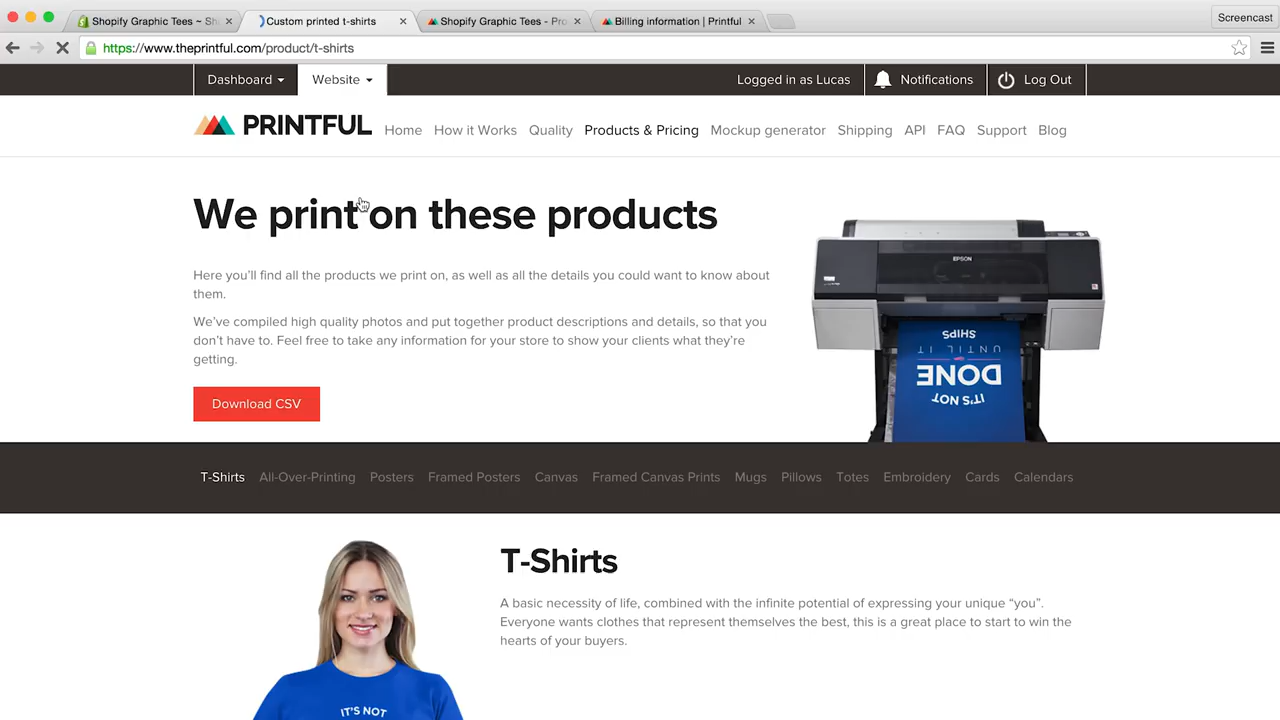 Shopify Graphic Tees ~ Sh
Custom printed t-shirts
Shopify Graphic Tees - Pro
Billing information | Printful
Screencast
https://www.theprintful.com/product/t-shirts
Dashboard
Website
Logged in as Lucas
Notifications
Log Out
PRINTFUL
Home
How it Works
Quality
Products & Pricing
Mockup generator
Shipping
API
FAQ
Support
Blog
We print on these products
Here you'll find all the products we print on, as well as all the details you could want to know about
them.
We've compiled high quality photos and put together product descriptions and details, so that you
don't have to. Feel free to take any information for your store to show your clients what they're
getting.
Download CSV
EPSON
SHIPS
UNTIL IT
DONE
IT'S NOT
T-Shirts
All-Over-Printing
Posters
Framed Posters
Canvas
Framed Canvas Prints
Mugs
Pillows
Totes
Embroidery
Cards
Calendars
T-Shirts
A basic necessity of life, combined with the infinite potential of expressing your unique “you”.
Everyone wants clothes that represent themselves the best, this is a great place to start to win the
hearts of your buyers.
IT'S NOT